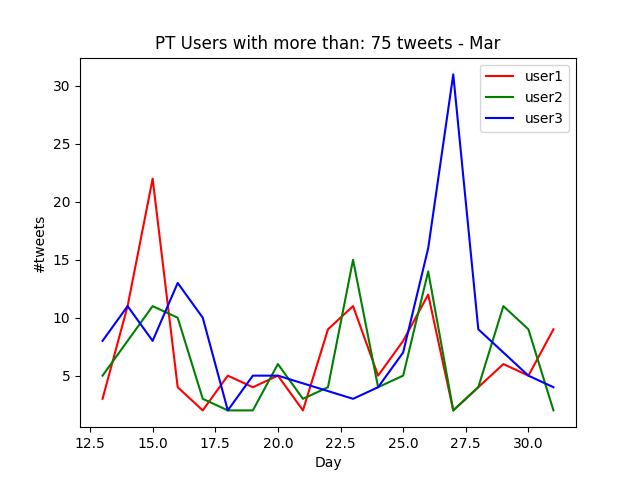 PT Users with more than: 75 tweets - Mar
user1
user2
user3
30
25
20
15
10
5
#tweets
12.5 15.0 17.5 20.0 22.5 25.0 27.5 30.0
Day